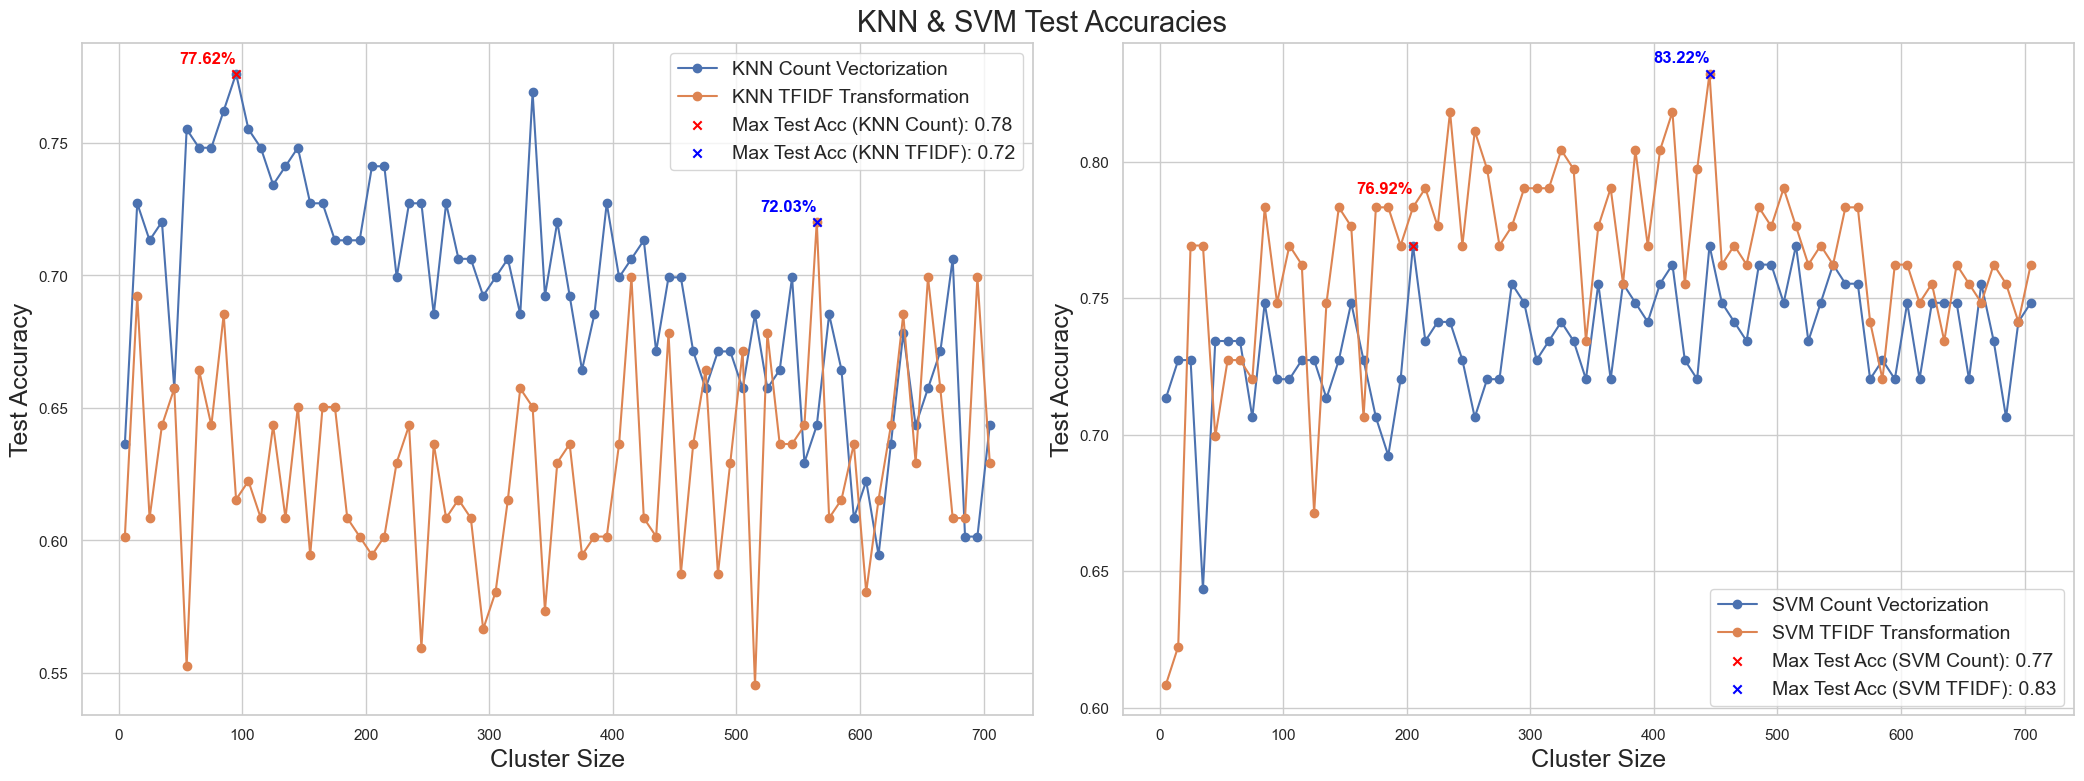 KNN & SVM Test Accuracies
77.62%
72.03%
KNN Count Vectorization
KNN TFIDF Transformation
Max Test Acc (KNN Count): 0.78
Max Test Acc (KNN TFIDF): 0.72
Test Accuracy
0.75
0.70
0.65
0.60
0.55
0 100 200 300 400 500 600 700
Cluster Size
83.22%
76.92%
Test Accuracy
0.80
0.75
0.70
0.65
0.60
SVM Count Vectorization
SVM TFIDF Transformation
Max Test Acc (SVM Count): 0.77
Max Test Acc (SVM TFIDF): 0.83
0 100 200 300 400 500 600 700
Cluster Size